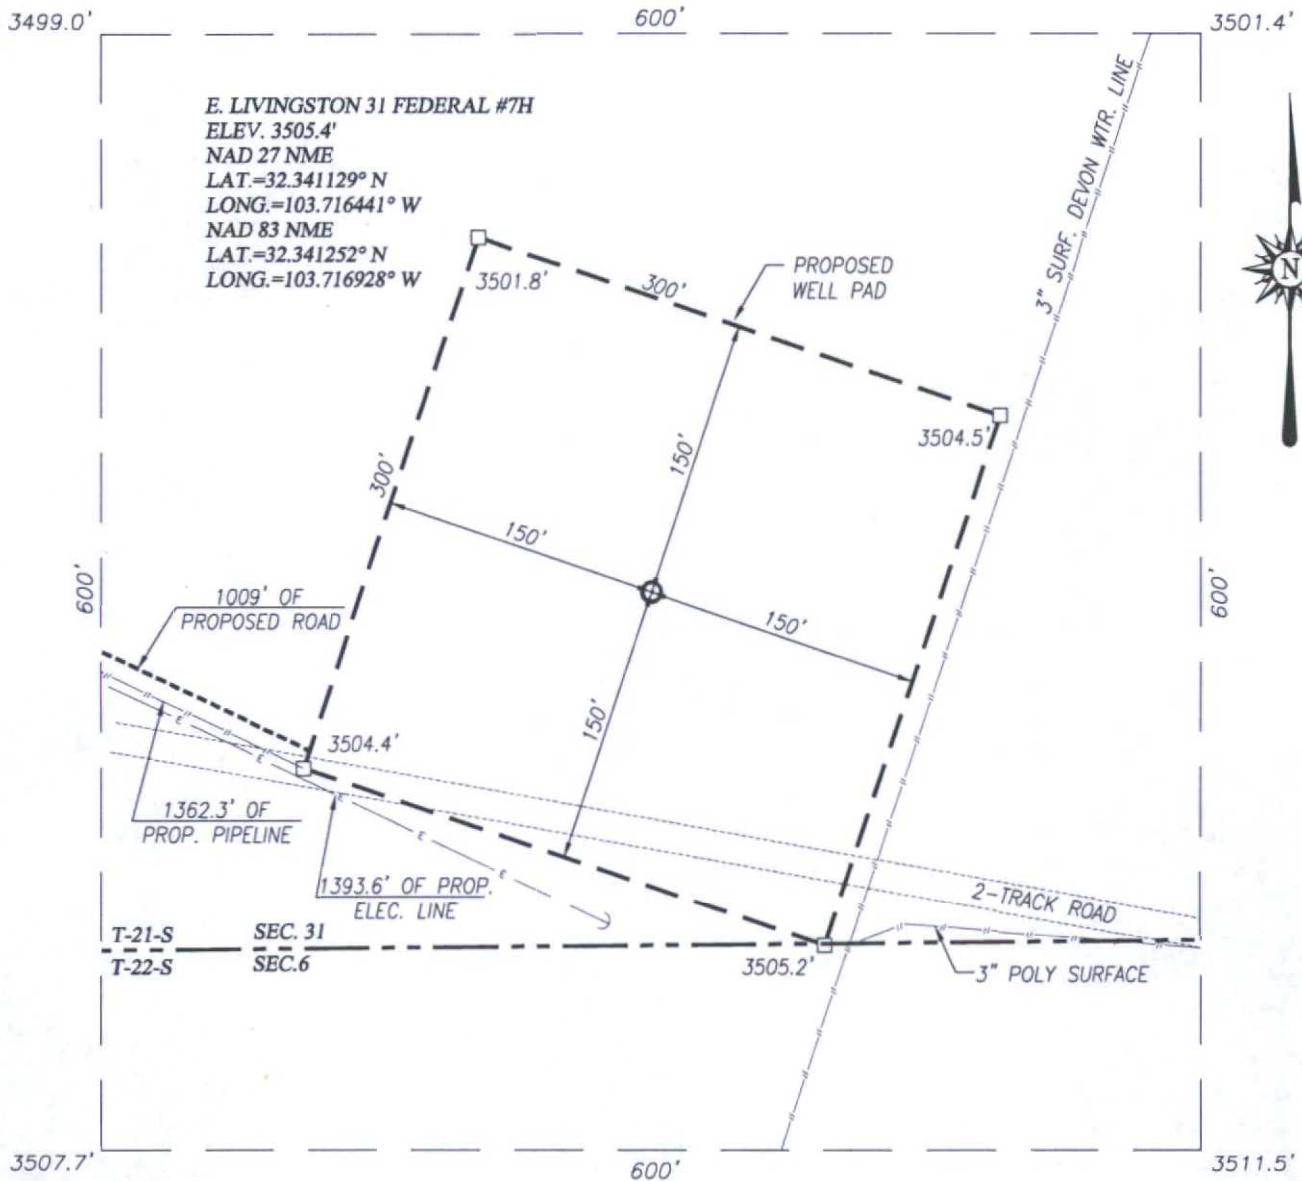 3499.0'
600'
3501.4'
E. LIVINGSTON 31 FEDERAL #7H
ELEV. 3505.4'
NAD 27 NME
LAT.=32.341129° N
LONG.=103.716441° W
NAD 83 NME
LAT.=32.341252° N
LONG.=103.716928° W
3" SURF. DEVON WTR. LINE
N
PROPOSED
WELL PAD
3501.8'
300'
3504.5'
150'
300'
150'
150'
150'
600'
600'
1009' OF
PROPOSED ROAD
3504.4'
1362.3' OF
PROP. PIPELINE
E
E
E
E
E
1393.6' OF PROP.
ELEC. LINE
2-TRACK ROAD
T-21-S
SEC. 31
T-22-S
SEC.6
3505.2'
3" POLY SURFACE
3507.7'
600'
3511.5'